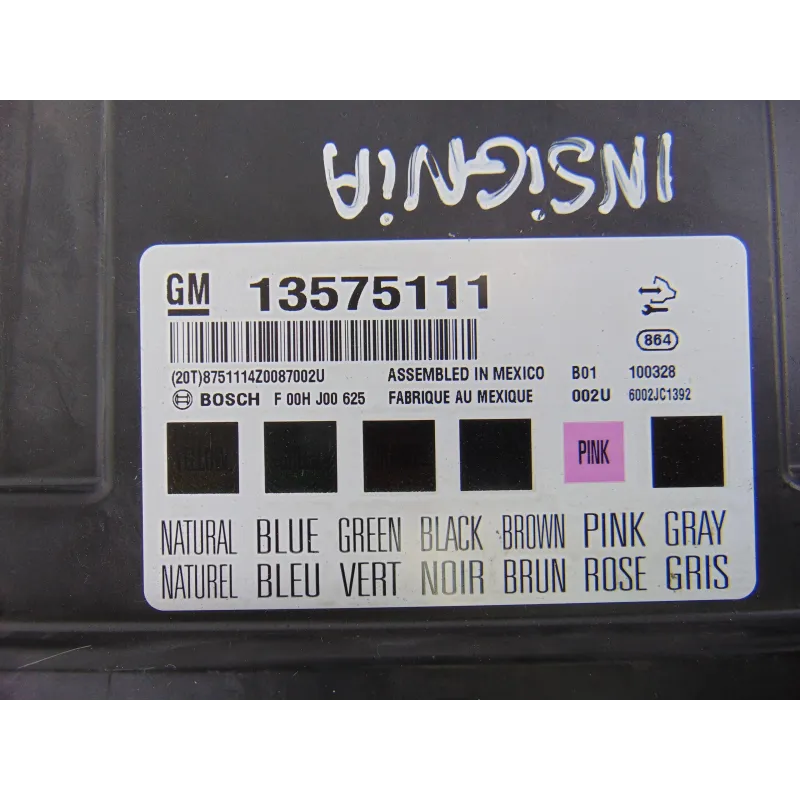 INSiGNiA
GM 13575111
864
(20T)8751114Z0087002U ASSEMBLED IN MEXICO B01 100328
BOSCH F 00H J00 625 FABRIQUE AU MEXIQUE 002U 6002JC1392
PINK
NATURAL BLUE GREEN BLACK BROWN PINK GRAY
NATUREL BLEU VERT NOIR BRUN ROSE GRIS